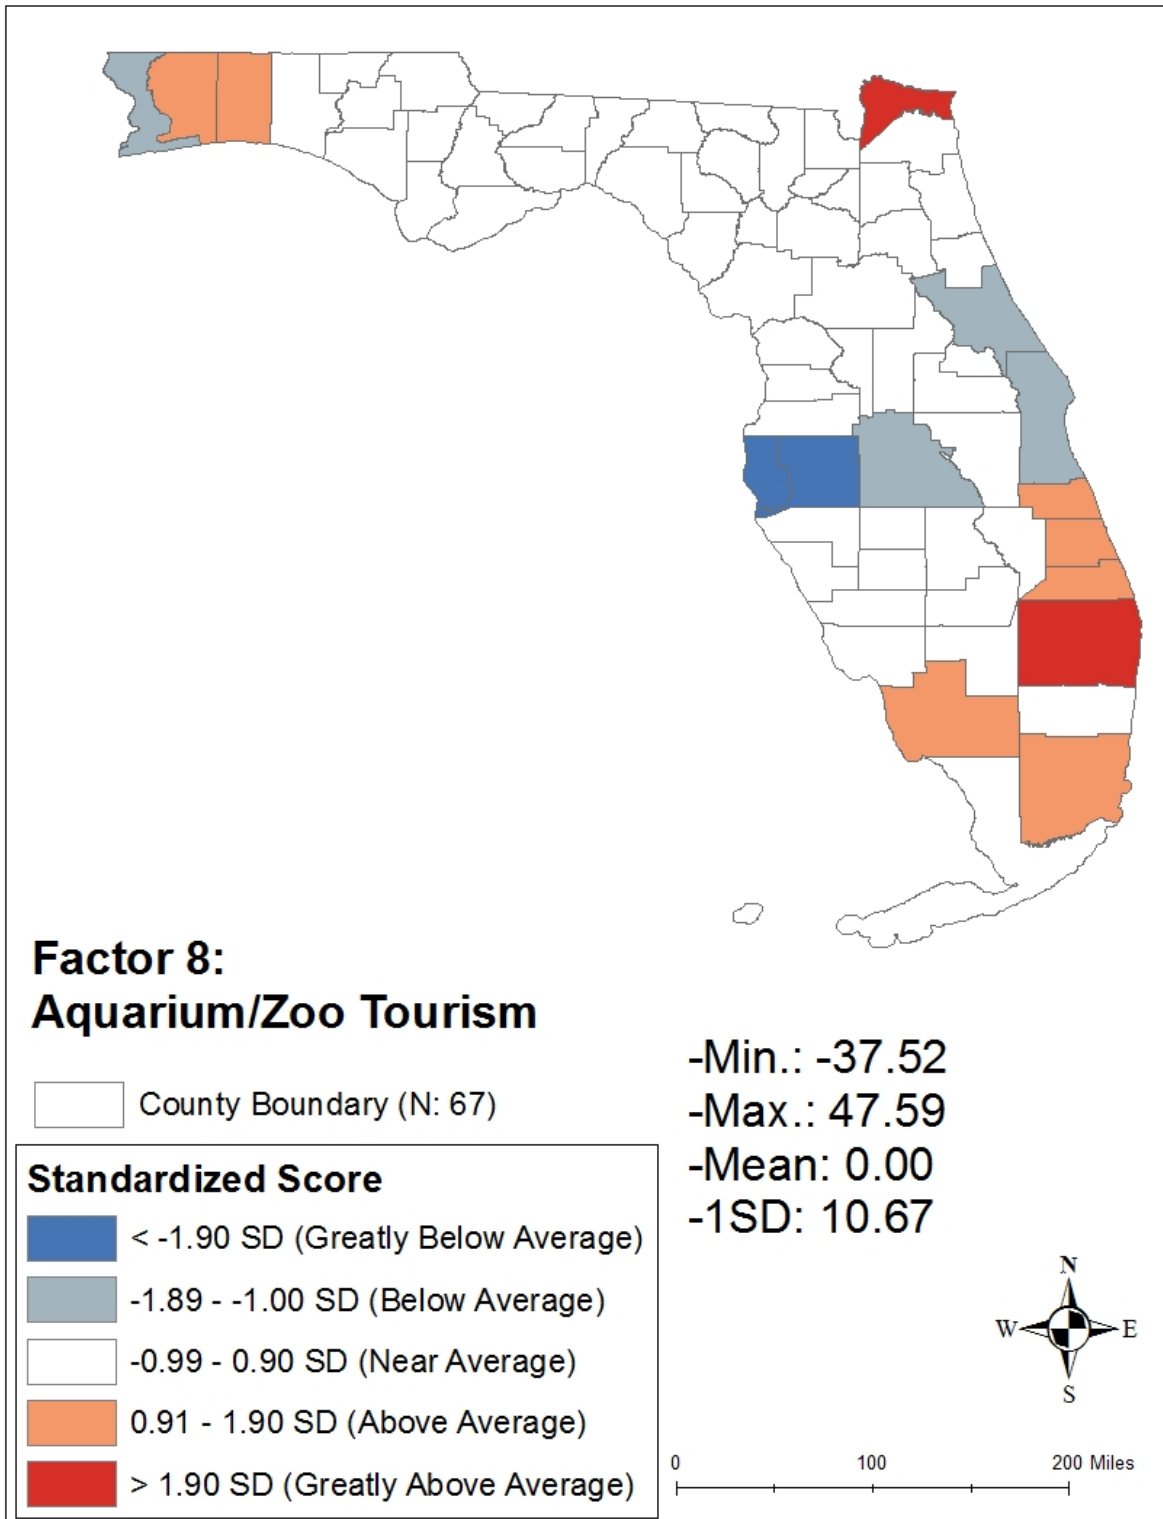 Factor 8:
Aquarium/Zoo Tourism
County Boundary (N: 67)
Standardized Score
< -1.90 SD (Greatly Below Average)
-1.89 - -1.00 SD (Below Average)
-0.99 - 0.90 SD (Near Average)
0.91 - 1.90 SD (Above Average)
> 1.90 SD (Greatly Above Average)
-Min.: -37.52
-Max.: 47.59
-Mean: 0.00
-1SD: 10.67
N
W E
S
0 100 200 Miles